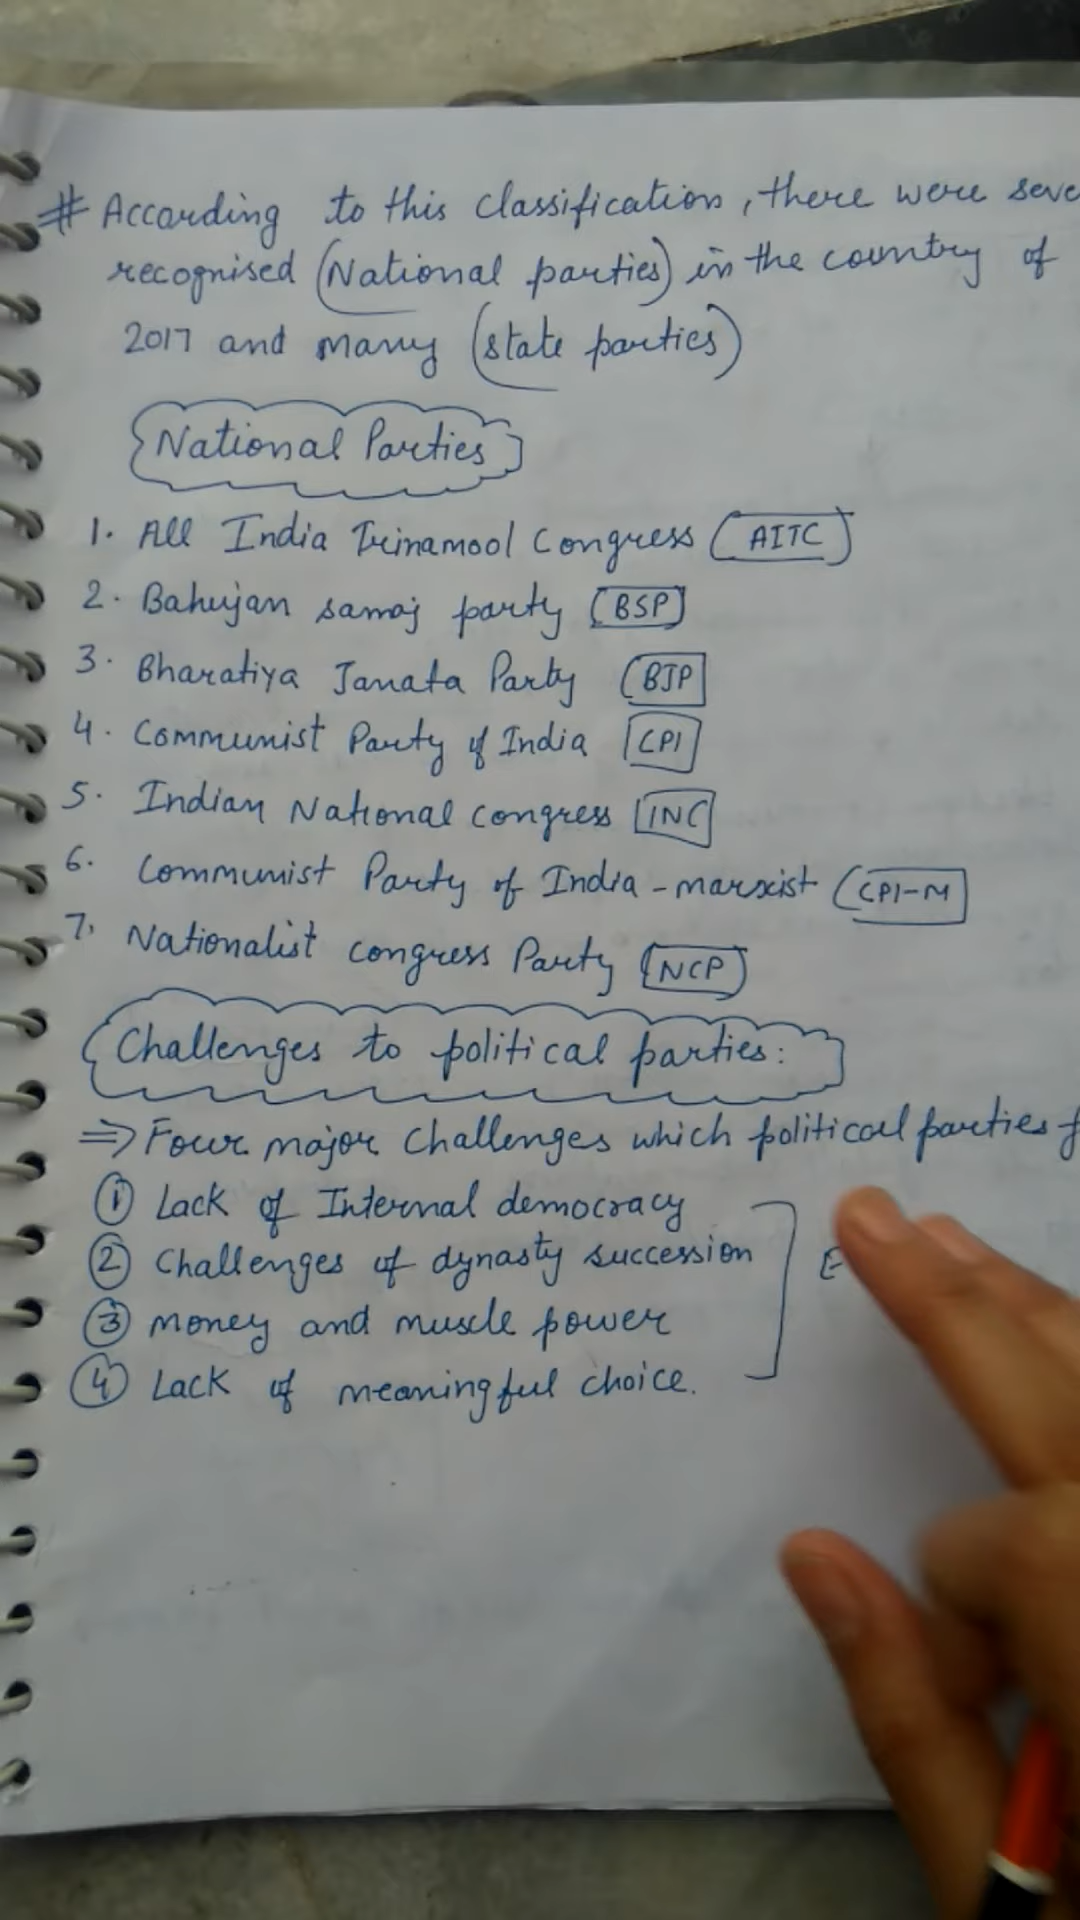 # According to this classification, there were seve
recognised (National parties) in the country of
2017 and many (state parties)
National Parties
1. All India Trinamool Congress (AITC)
2. Bahujan samaj party (BSP)
3. Bharatiya Janata Party (BJP)
4. Communist Party of India (CPI)
5. Indian National congress (INC)
6. Communist Party of India - marxist (CPI-M)
7. Nationalist congress Party (NCP)
Challenges to political parties:
⇒ Four major challenges which political parties f
① Lack of Internal democracy
② Challenges of dynasty succession
③ money and muscle power
④ Lack of meaningful choice.